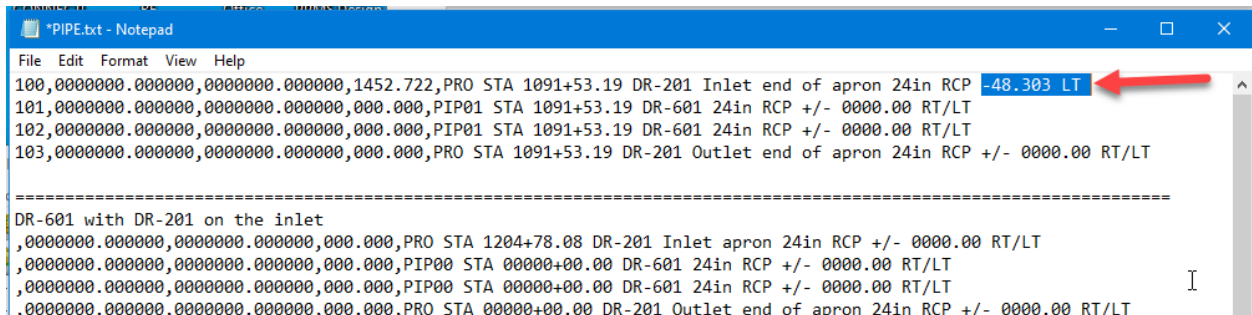 *PIPE.txt - Notepad
File Edit Format View Help
100,0000000.000000,0000000.000000,1452.722,PRO STA 1091+53.19 DR-201 Inlet end of apron 24in RCP -48.303 LT
101,0000000.000000,0000000.000000,000.000,PIP01 STA 1091+53.19 DR-601 24in RCP +/- 0000.00 RT/LT
102,0000000.000000,0000000.000000,000.000,PIP01 STA 1091+53.19 DR-601 24in RCP +/- 0000.00 RT/LT
103,0000000.000000,0000000.000000,000.000,PRO STA 1091+53.19 DR-201 Outlet end of apron 24in RCP +/- 0000.00 RT/LT
==================================================================================================================
DR-601 with DR-201 on the inlet
,0000000.000000,0000000.000000,000.000,PRO STA 1204+78.08 DR-201 Inlet apron 24in RCP +/- 0000.00 RT/LT
,0000000.000000,0000000.000000,000.000,PIP00 STA 00000+00.00 DR-601 24in RCP +/- 0000.00 RT/LT
,0000000.000000,0000000.000000,000.000,PIP00 STA 00000+00.00 DR-601 24in RCP +/- 0000.00 RT/LT
,0000000.000000,0000000.000000,000.000,PRO STA 00000+00.00 DR-201 Outlet end of apron 24in RCP +/- 0000.00 RT/LT